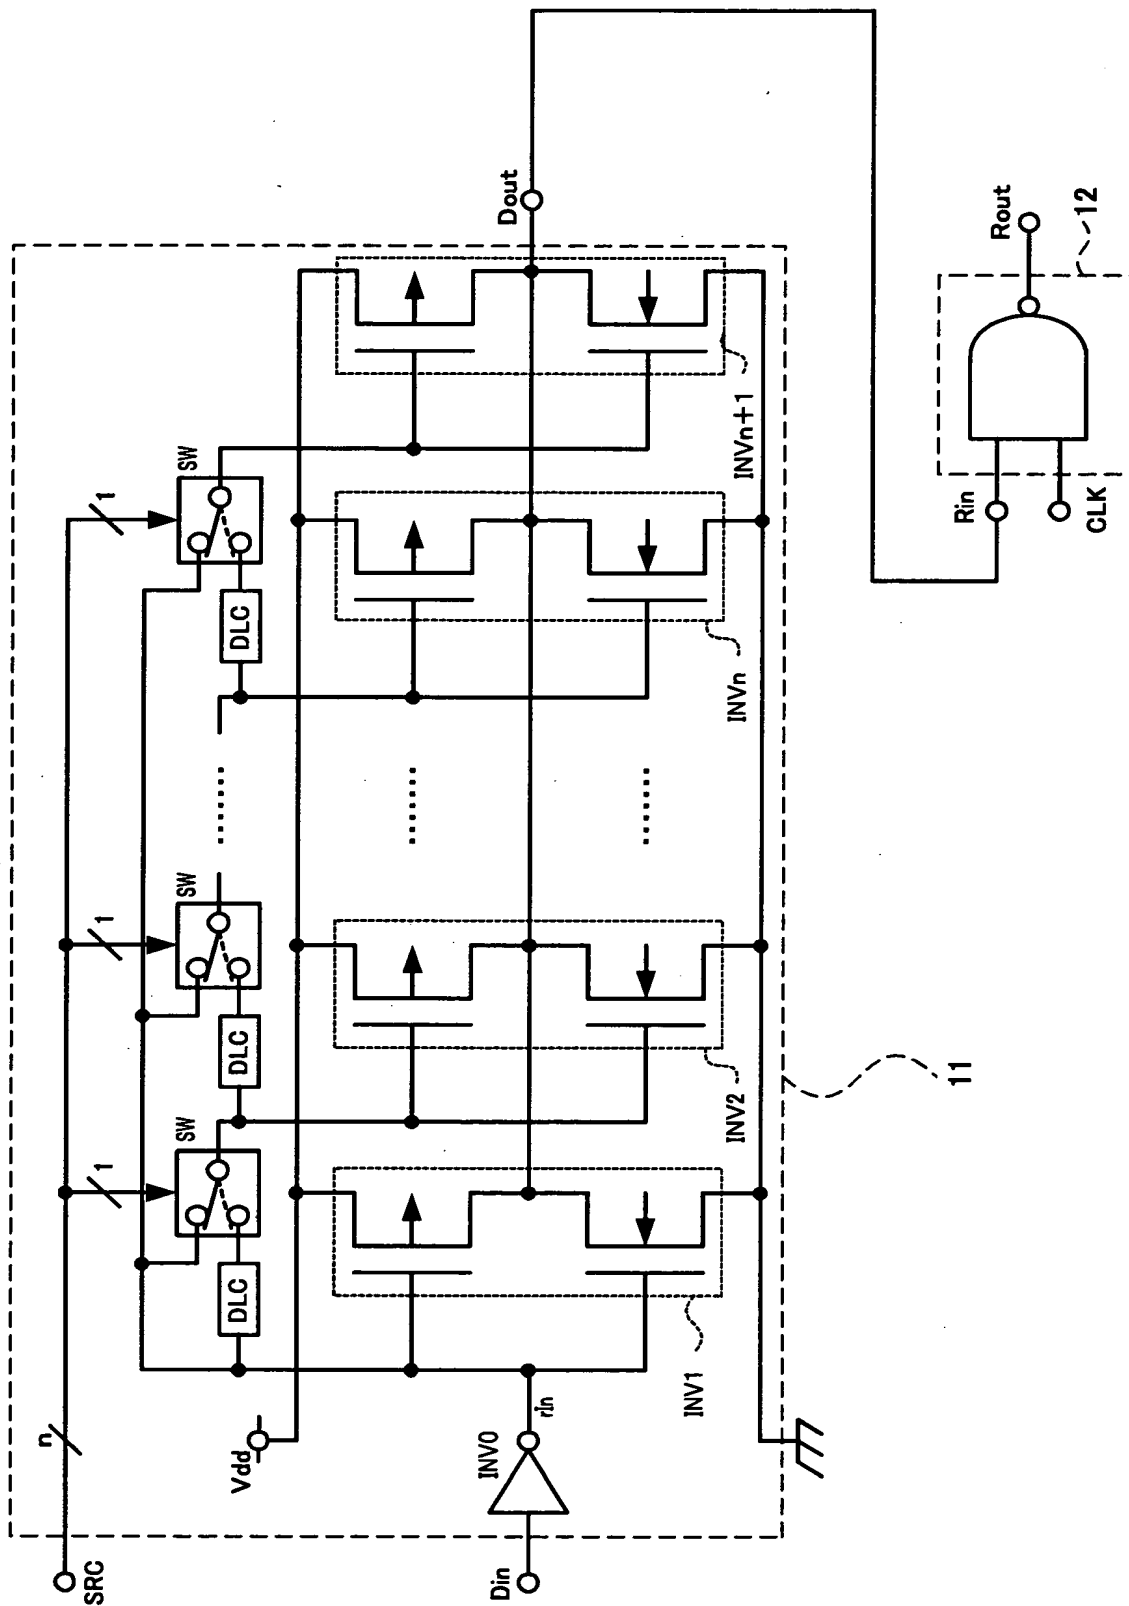 SRC
n
1
1
1
SW
SW
SW
DLC
DLC
DLC
Vdd
Din
INV0
rIn
INV1
INV2
INVn
INVn+1
Dout
11
Rin
CLK
Rout
12